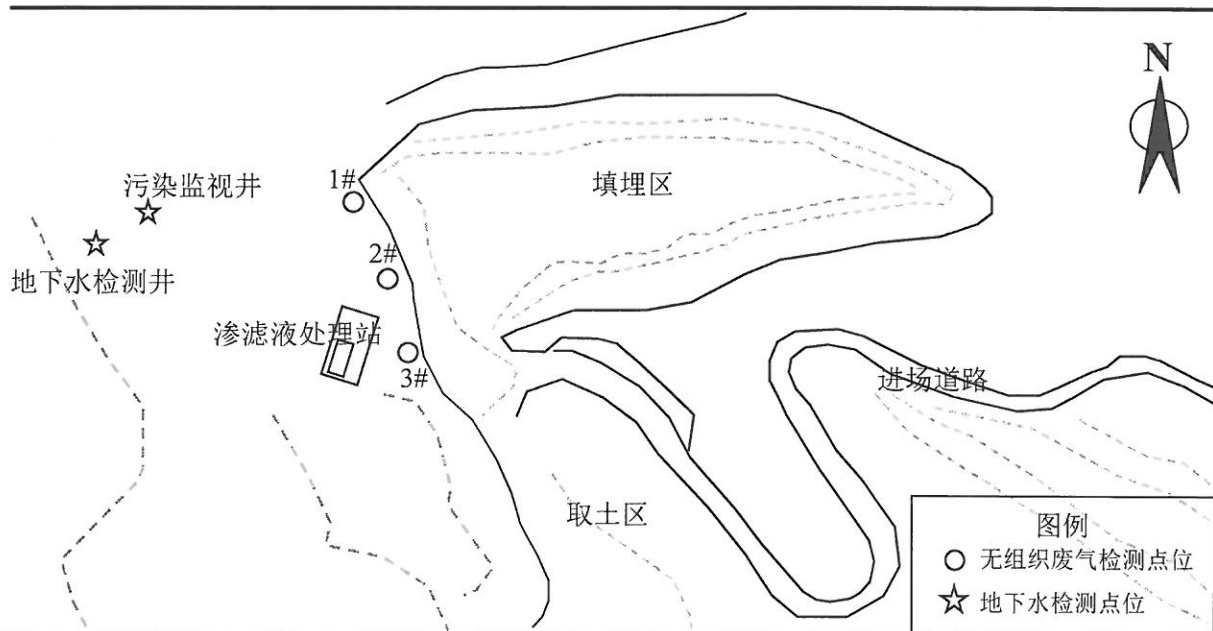 N
污染监视井
1#
填埋区
2#
地下水检测井
渗滤液处理站
3#
进场道路
取土区
图例
无组织废气检测点位
地下水检测点位